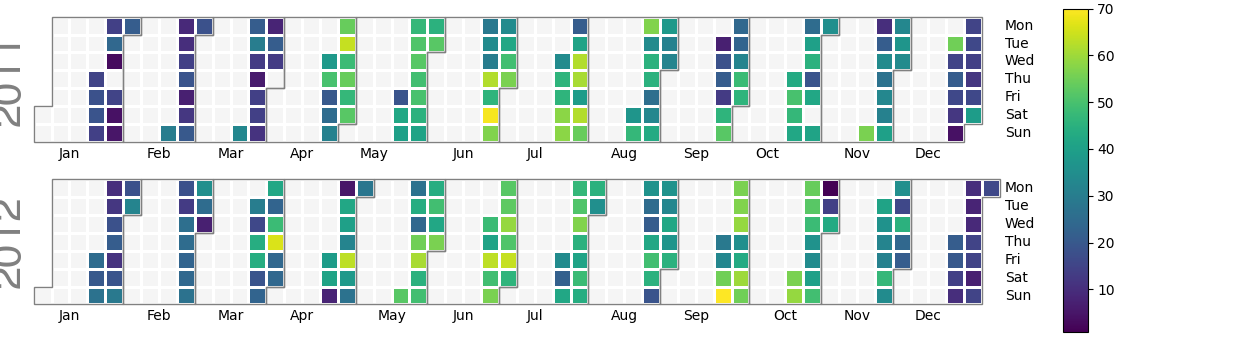 2011
Mon
Tue
Wed
Thu
Fri
Sat
Sun
Jan Feb Mar Apr May Jun Jul Aug Sep Oct Nov Dec
2012
Mon
Tue
Wed
Thu
Fri
Sat
Sun
Jan Feb Mar Apr May Jun Jul Aug Sep Oct Nov Dec
70
60
50
40
30
20
10